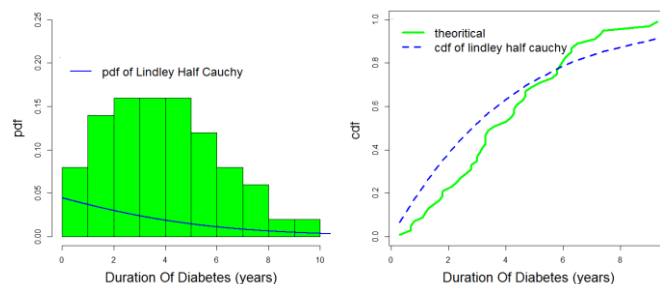 0.25
0.20
0.15
0.10
0.05
0.00
pdf
pdf of Lindley Half Cauchy
0 2 4 6 8 10
Duration Of Diabetes (years)
1.0
0.8
0.6
0.4
0.2
0.0
cdf
theoritical
cdf of lindley half cauchy
0 2 4 6 8
Duration Of Diabetes (years)